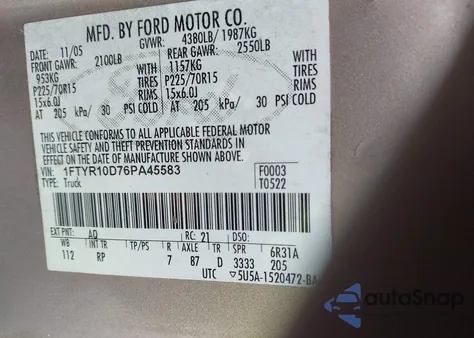 MFD. BY FORD MOTOR CO.
DATE: 11/05 GVWR: 4380LB/1987KG
FRONT GAWR: 2100LB REAR GAWR: 2550LB
953KG 1157KG WITH
P225/70R15 WITH TIRES P225/70R15 TIRES
15x6.0J RIMS 15x6.0J RIMS
AT 205 kPa/ 30 PSI COLD AT 205 kPa/ 30 PSI COLD
THIS VEHICLE CONFORMS TO ALL APPLICABLE FEDERAL MOTOR
VEHICLE SAFETY AND THEFT PREVENTION STANDARDS IN EFFECT
ON THE DATE OF MANUFACTURE SHOWN ABOVE.
VIN: 1FTYR10D76PA45583 F0003
TYPE: Truck T0522
EXT PNT: AQ RC: 21 DSO:
WB INT TR TP/PS R AXLE TR SPR 6R31A
112 RP 7 87 D 3333 205
UTC ▽5U5A-1520472-BA
Ford
autoSnap